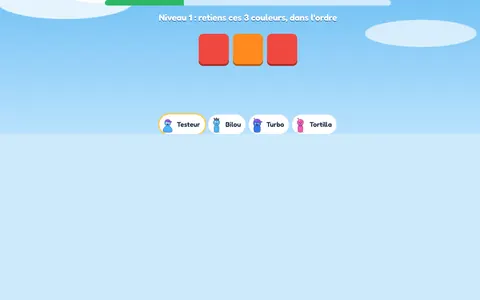 Niveau 1 : retiens ces 3 couleurs, dans l'ordre
Testeur Bilou Turbo Tortilla